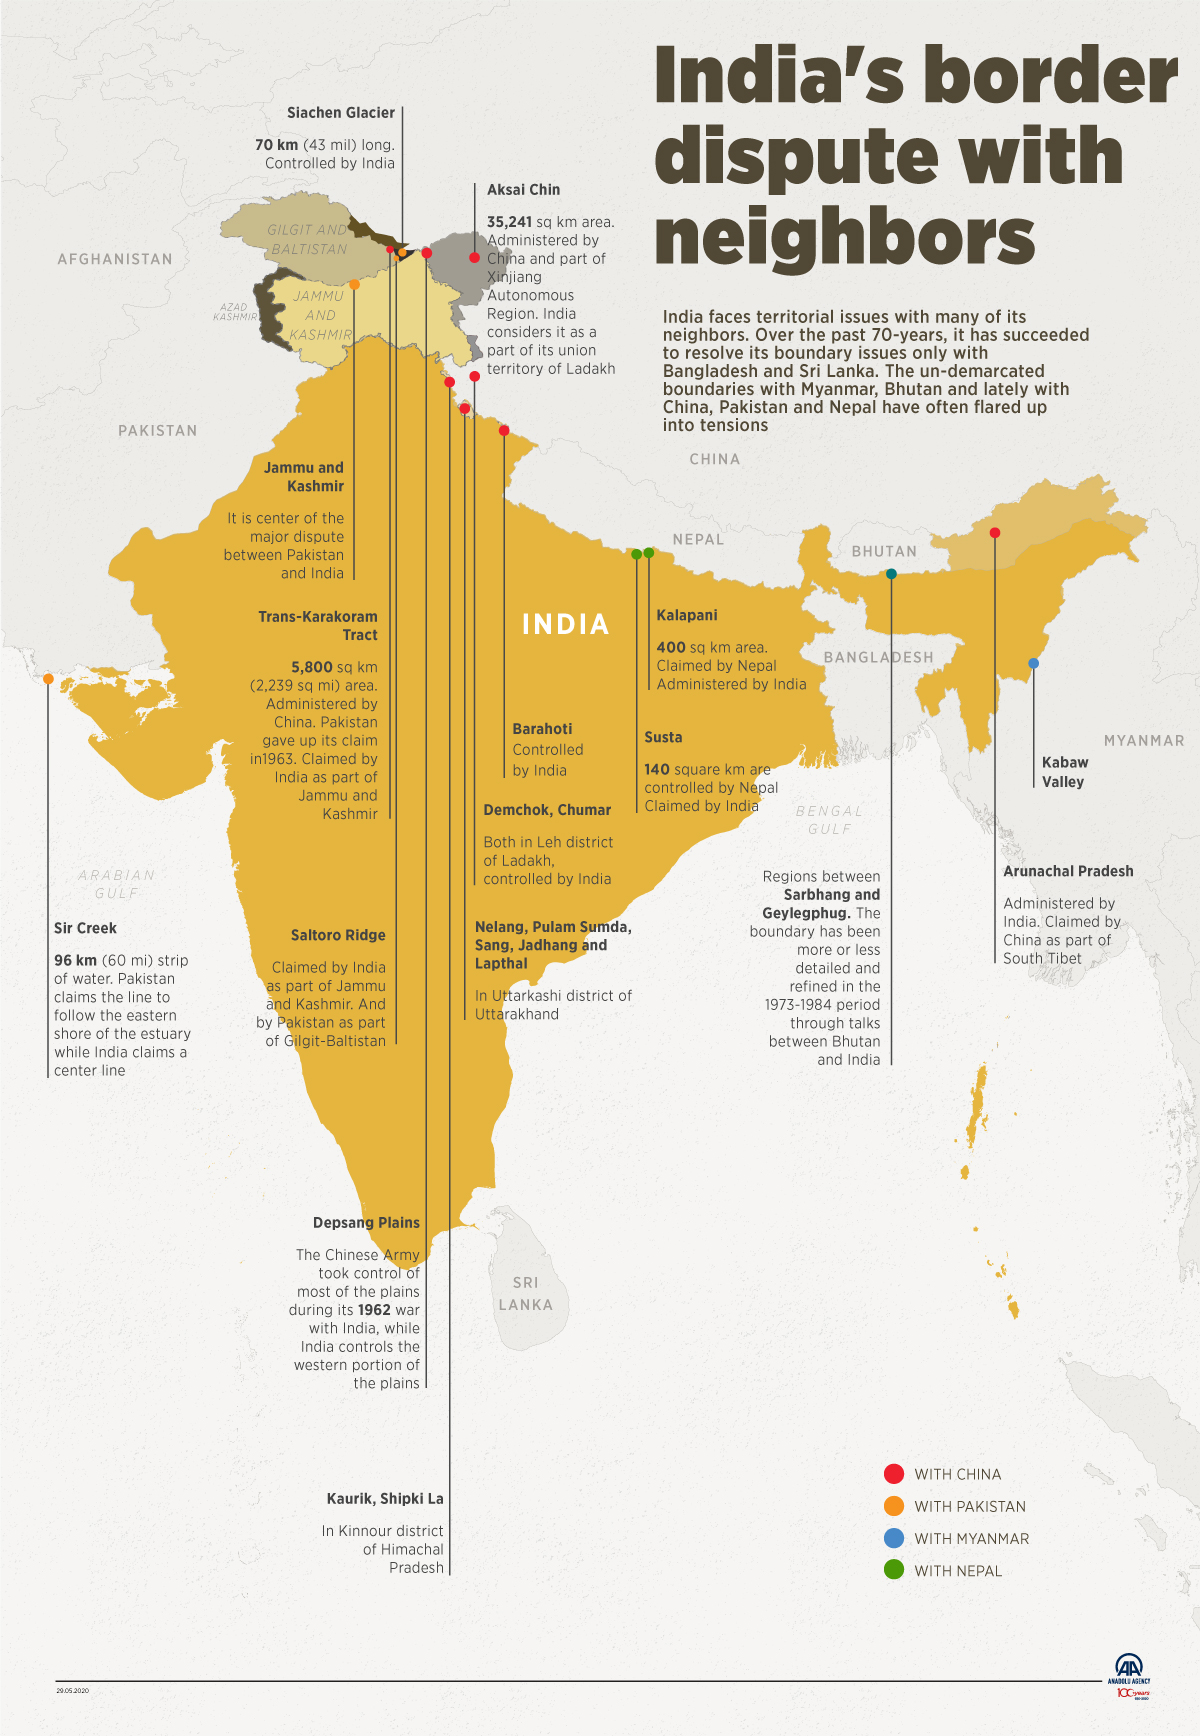 India's border
dispute with
neighbors
India faces territorial issues with many of its
neighbors. Over the past 70-years, it has succeeded
to resolve its boundary issues only with
Bangladesh and Sri Lanka. The un-demarcated
boundaries with Myanmar, Bhutan and lately with
China, Pakistan and Nepal have often flared up
into tensions
Siachen Glacier
70 km (43 mil) long.
Controlled by India
Aksai Chin
35,241 sq km area.
Administered by
China and part of
Xinjiang
Autonomous
Region. India
considers it as a
part of its union
territory of Ladakh
GILGIT AND
BALTISTAN
AFGHANISTAN
AZAD
KASHMIR
JAMMU
AND
KASHMIR
PAKISTAN
CHINA
NEPAL
BHUTAN
INDIA
BANGLADESH
MYANMAR
Jammu and
Kashmir
It is center of the
major dispute
between Pakistan
and India
Trans-Karakoram
Tract
5,800 sq km
(2,239 sq mi) area.
Administered by
China. Pakistan
gave up its claim
in1963. Claimed by
India as part of
Jammu and
Kashmir
Kalapani
400 sq km area.
Claimed by Nepal
Administered by India
Barahoti
Controlled
by India
Susta
140 square km are
controlled by Nepal
Claimed by India
Kabaw
Valley
Demchok, Chumar
Both in Leh district
of Ladakh,
controlled by India
BENGAL
GULF
ARABIAN
GULF
Regions between
Sarbhang and
Geylegphug. The
boundary has been
more or less
detailed and
refined in the
1973-1984 period
through talks
between Bhutan
and India
Arunachal Pradesh
Administered by
India. Claimed by
China as part of
South Tibet
Sir Creek
96 km (60 mi) strip
of water. Pakistan
claims the line to
follow the eastern
shore of the estuary
while India claims a
center line
Saltoro Ridge
Claimed by India
as part of Jammu
and Kashmir. And
by Pakistan as part
of Gilgit-Baltistan
Nelang, Pulam Sumda,
Sang, Jadhang and
Lapthal
In Uttarkashi district of
Uttarakhand
Depsang Plains
The Chinese Army
took control of
most of the plains
during its 1962 war
with India, while
India controls the
western portion of
the plains
SRI
LANKA
Kaurik, Shipki La
In Kinnour district
of Himachal
Pradesh
WITH CHINA
WITH PAKISTAN
WITH MYANMAR
WITH NEPAL
29.05.2020
AA
ANADOLU AGENCY
100 years